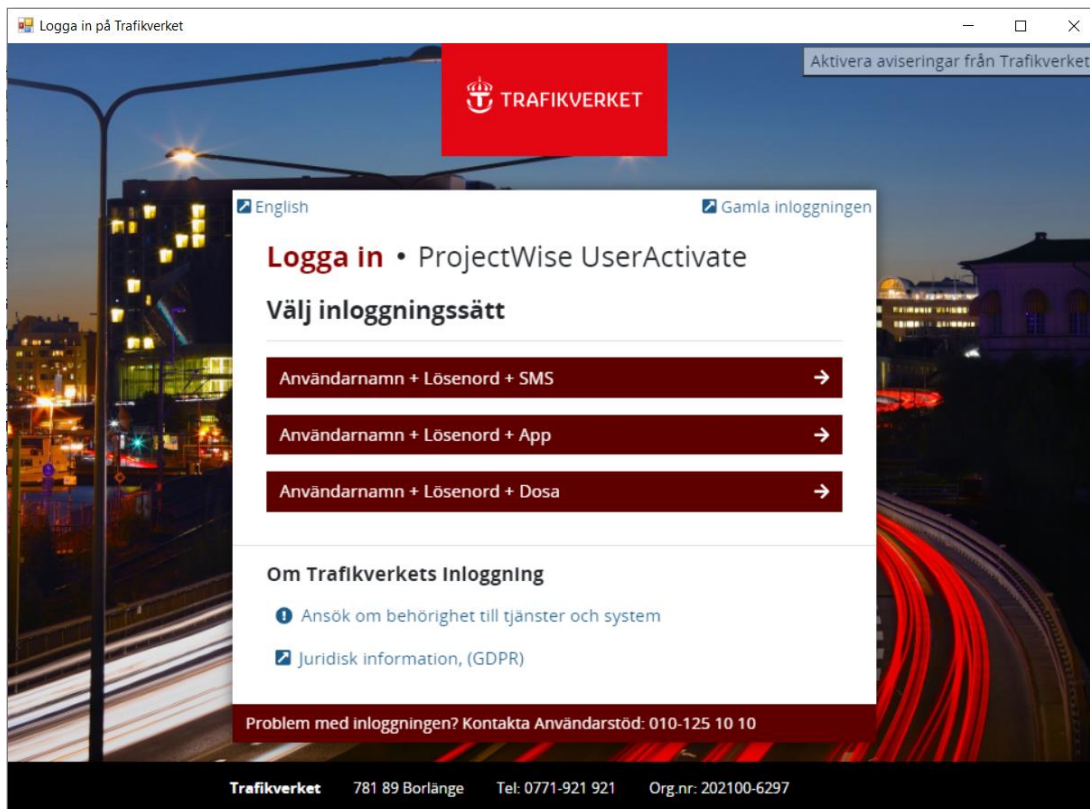 Logga in på Trafikverket
Aktivera aviseringar från Trafikverket
TRAFIKVERKET
English
Gamla inloggningen
Logga in • ProjectWise UserActivate
Välj inloggningssätt
Användarnamn + Lösenord + SMS
Användarnamn + Lösenord + App
Användarnamn + Lösenord + Dosa
Om Trafikverkets Inloggning
Ansök om behörighet till tjänster och system
Juridisk information, (GDPR)
Problem med inloggningen? Kontakta Användarstöd: 010-125 10 10
Trafikverket 781 89 Borlänge Tel: 0771-921 921 Org.nr: 202100-6297